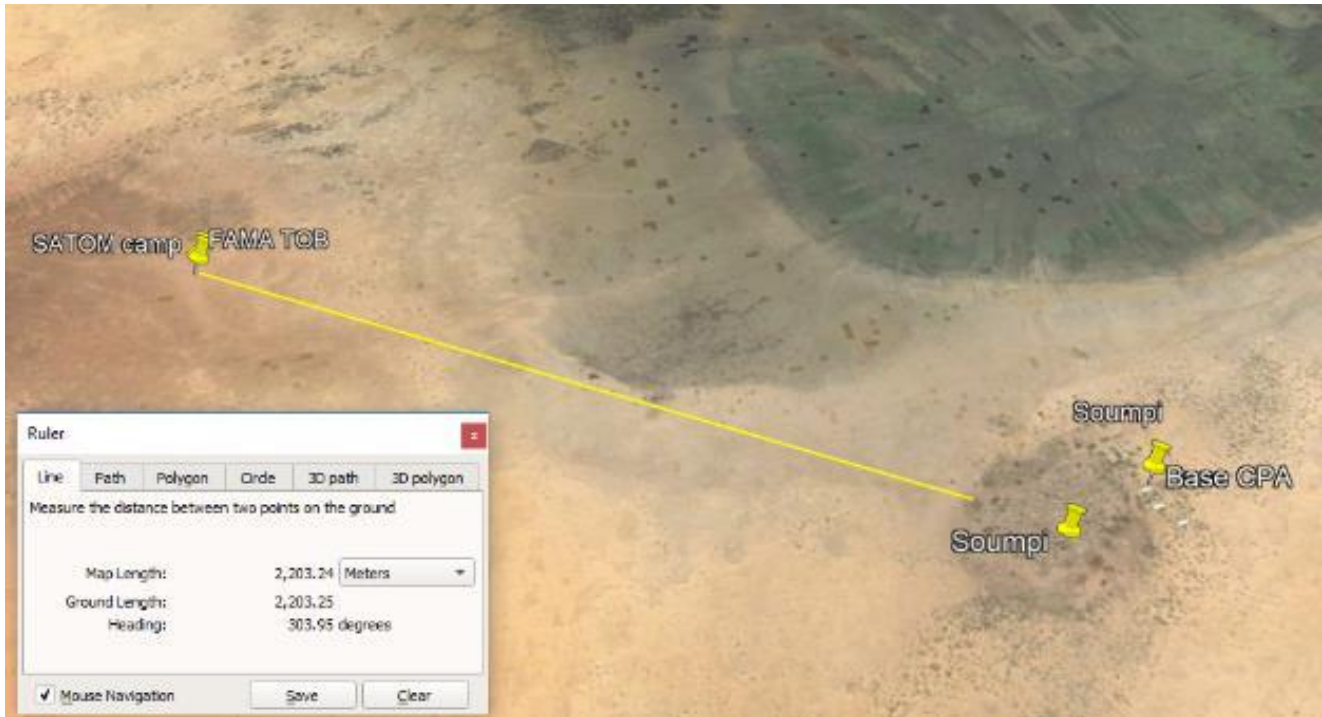 SATOM camp FAMA TOB
Soumpi
Base CPA
Soumpi
Ruler
Line Path Polygon Circle 3D path 3D polygon
Measure the distance between two points on the ground
Map Length: 2,203.24 Meters
Ground Length: 2,203.25
Heading: 303.95 degrees
Mouse Navigation Save Clear